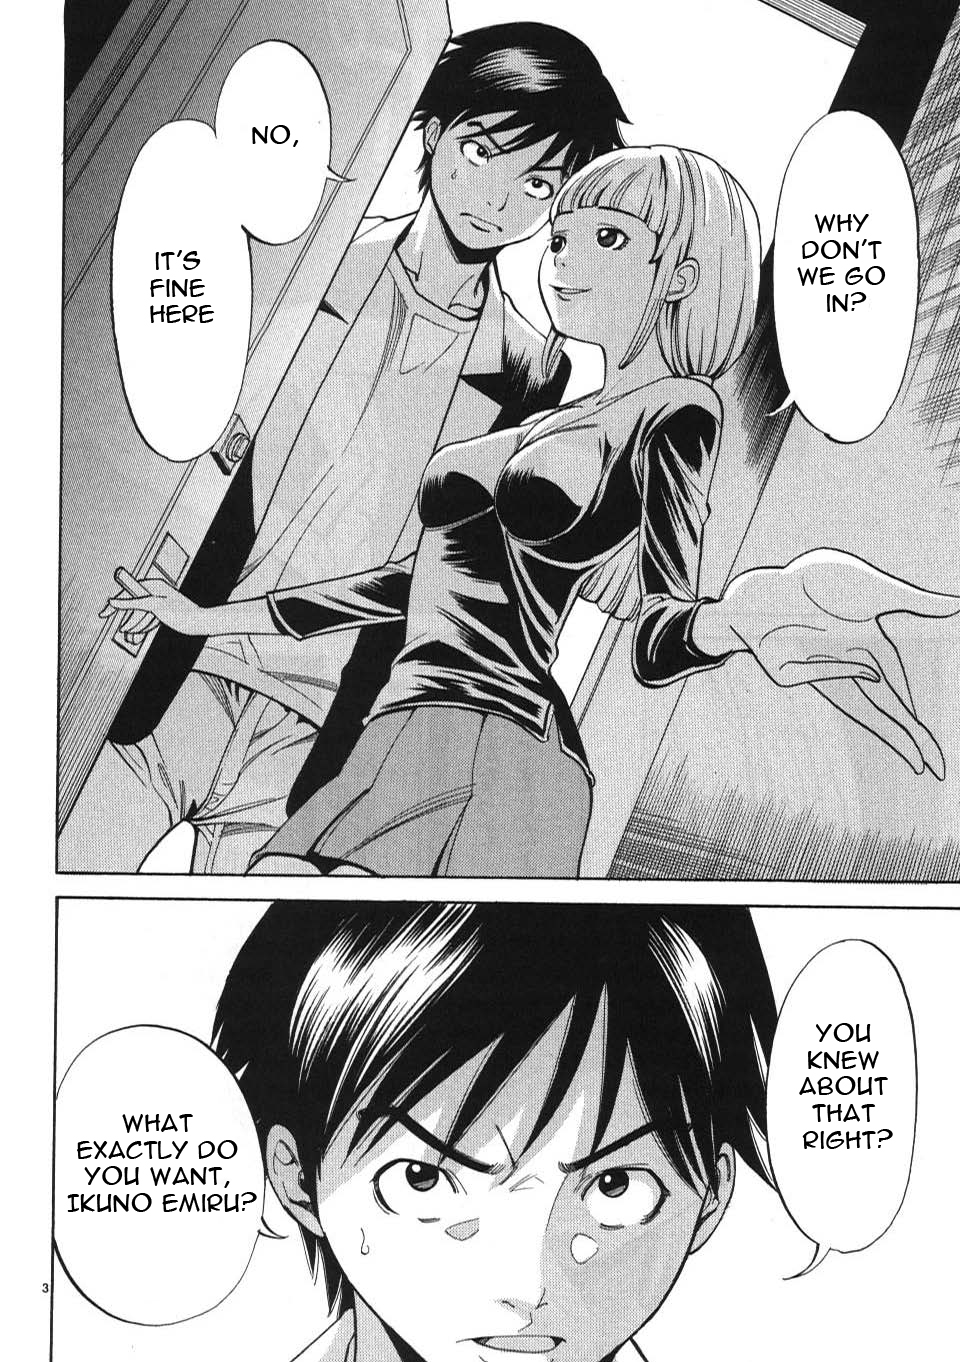 WHY
DON'T
WE GO
IN?
NO,
IT'S
FINE
HERE
YOU
KNEW
ABOUT
THAT
RIGHT?
WHAT
EXACTLY DO
YOU WANT,
IKUNO EMIRU?
3